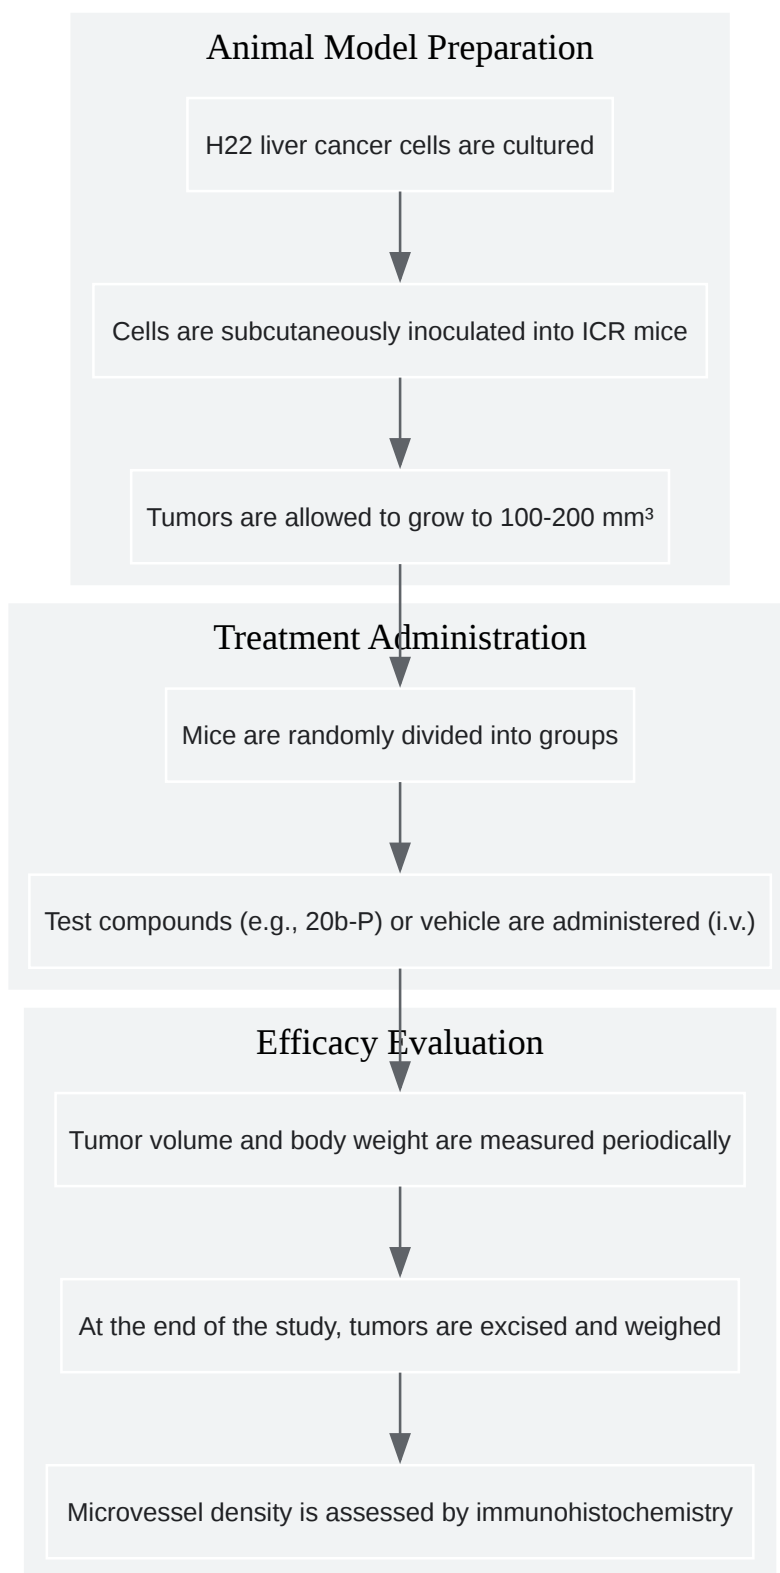 Animal Model Preparation
H22 liver cancer cells are cultured
Cells are subcutaneously inoculated into ICR mice
Tumors are allowed to grow to 100-200 mm³
Treatment Administration
Mice are randomly divided into groups
Test compounds (e.g., 20b-P) or vehicle are administered (i.v.)
Efficacy Evaluation
Tumor volume and body weight are measured periodically
At the end of the study, tumors are excised and weighed
Microvessel density is assessed by immunohistochemistry